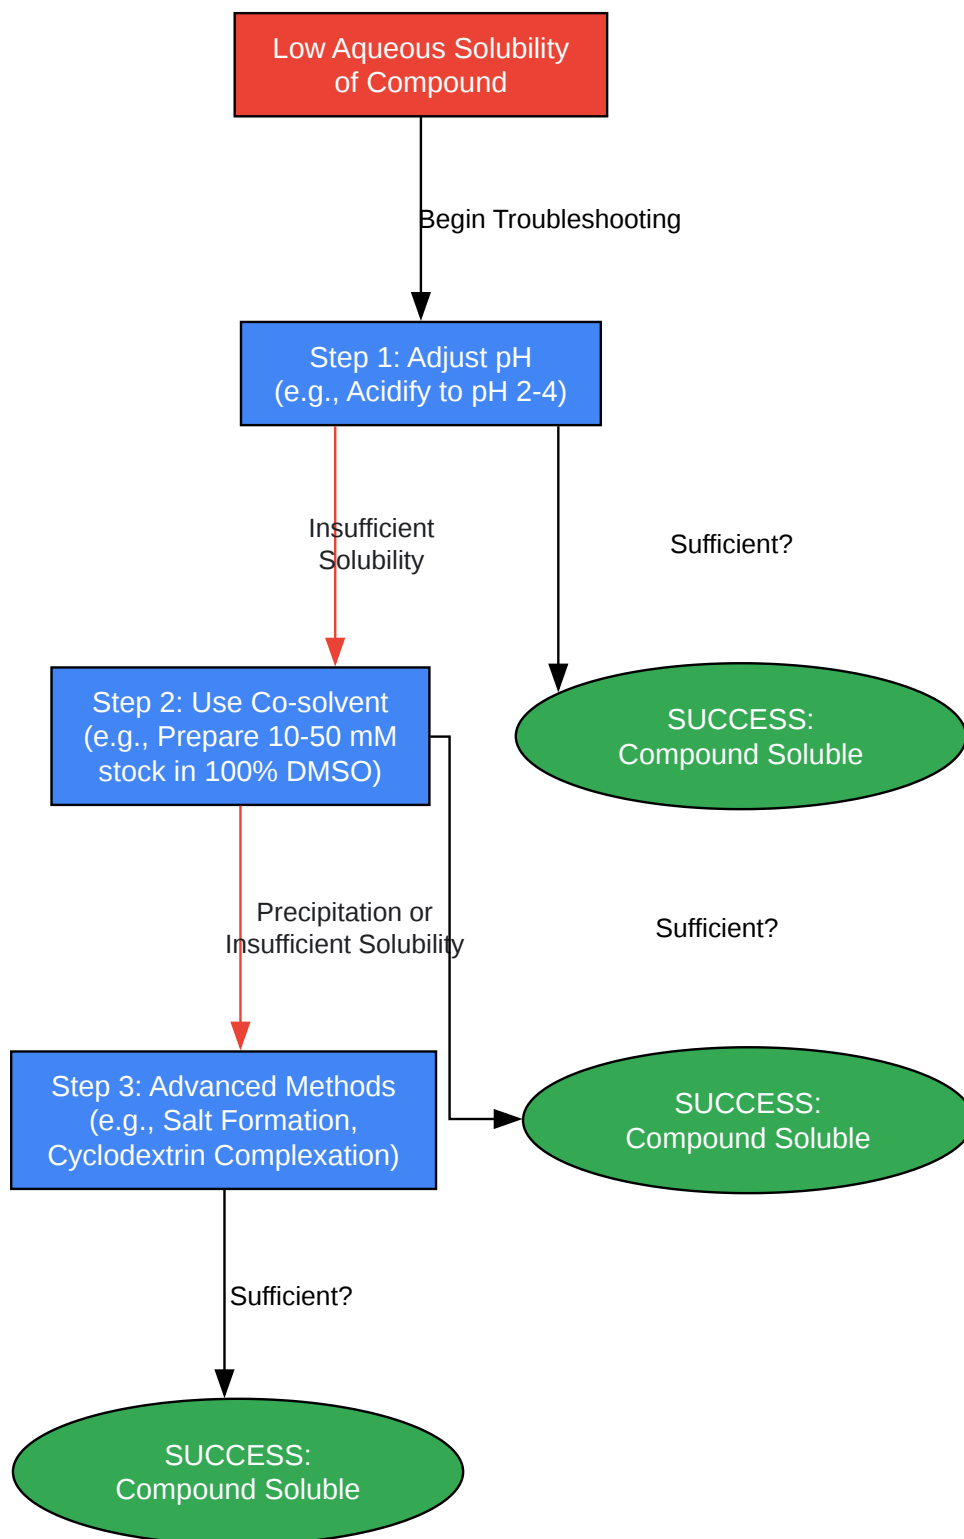 Low Aqueous Solubility
of Compound
Begin Troubleshooting
Step 1: Adjust pH
(e.g., Acidify to pH 2-4)
Insufficient
Solubility
Sufficient?
Step 2: Use Co-solvent
(e.g., Prepare 10-50 mM
stock in 100% DMSO)
SUCCESS:
Compound Soluble
Precipitation or
Insufficient Solubility
Sufficient?
Step 3: Advanced Methods
(e.g., Salt Formation,
Cyclodextrin Complexation)
SUCCESS:
Compound Soluble
Sufficient?
SUCCESS:
Compound Soluble